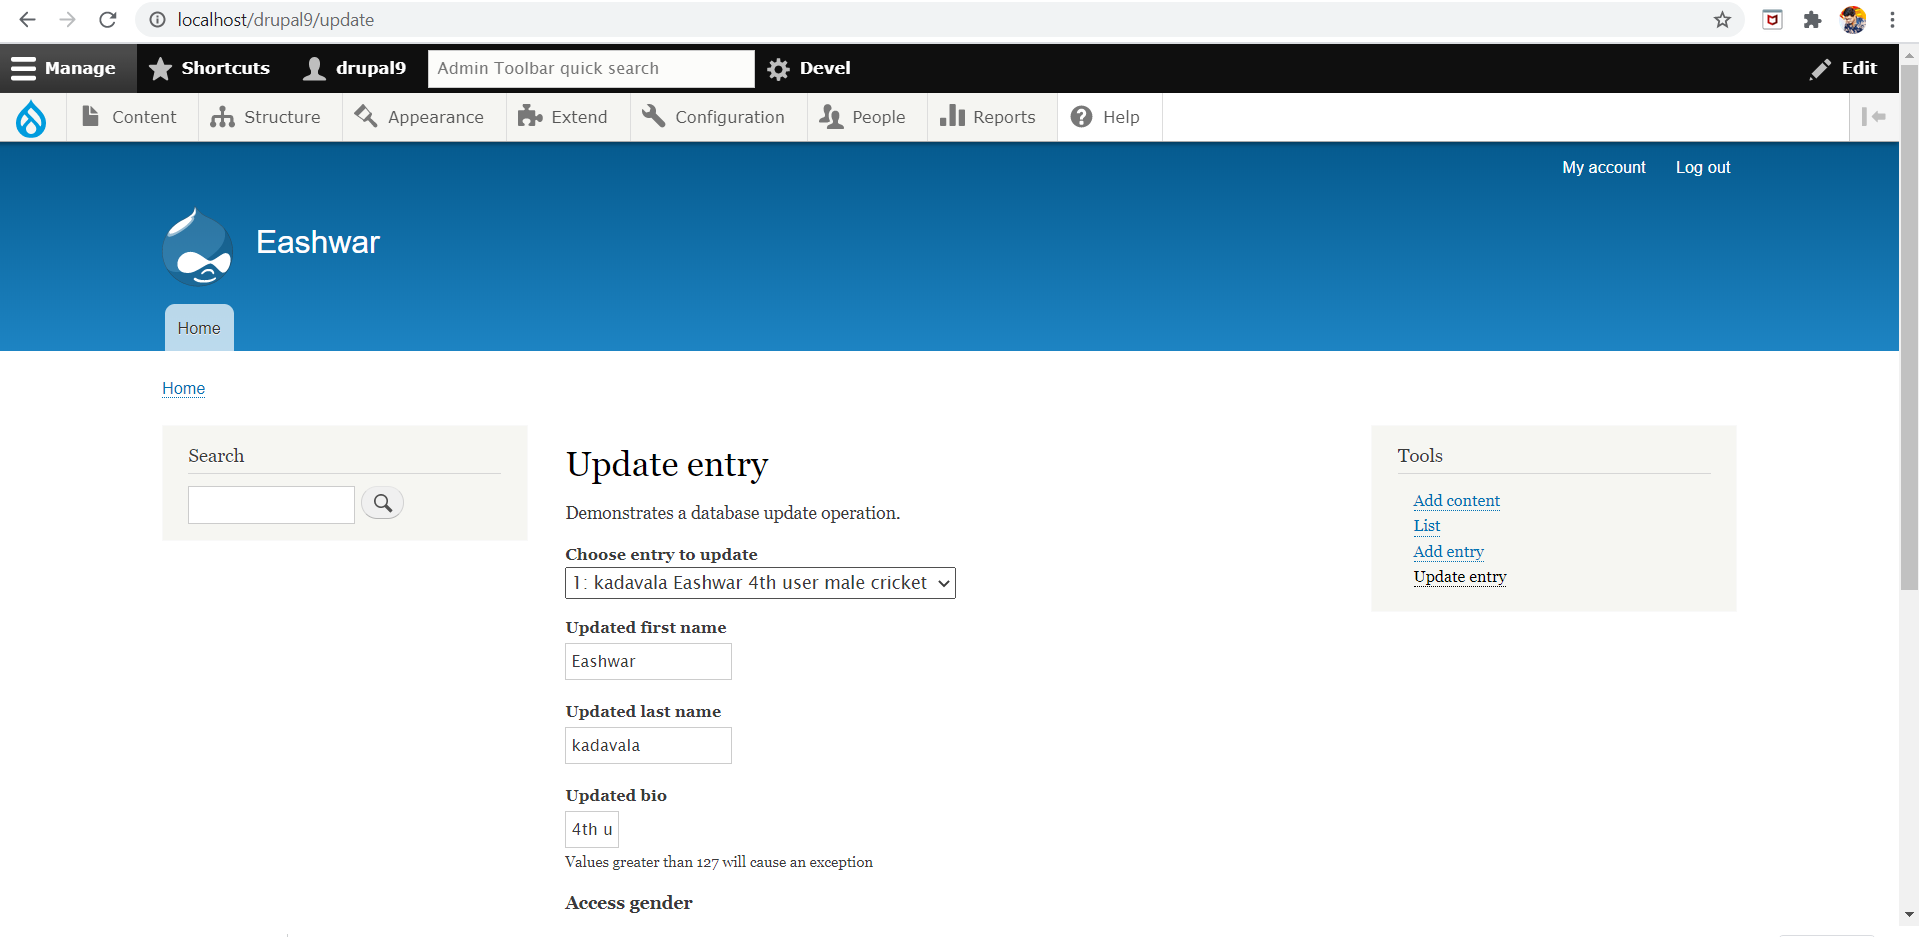 localhost/drupal9/update
Manage Shortcuts drupal9 Admin Toolbar quick search Devel Edit
Content Structure Appearance Extend Configuration People Reports Help
My account Log out
Eashwar
Home
Home
Search
Update entry
Demonstrates a database update operation.
Choose entry to update
1: kadavala Eashwar 4th user male cricket
Updated first name
Eashwar
Updated last name
kadavala
Updated bio
4th u
Values greater than 127 will cause an exception
Access gender
Tools
Add content
List
Add entry
Update entry